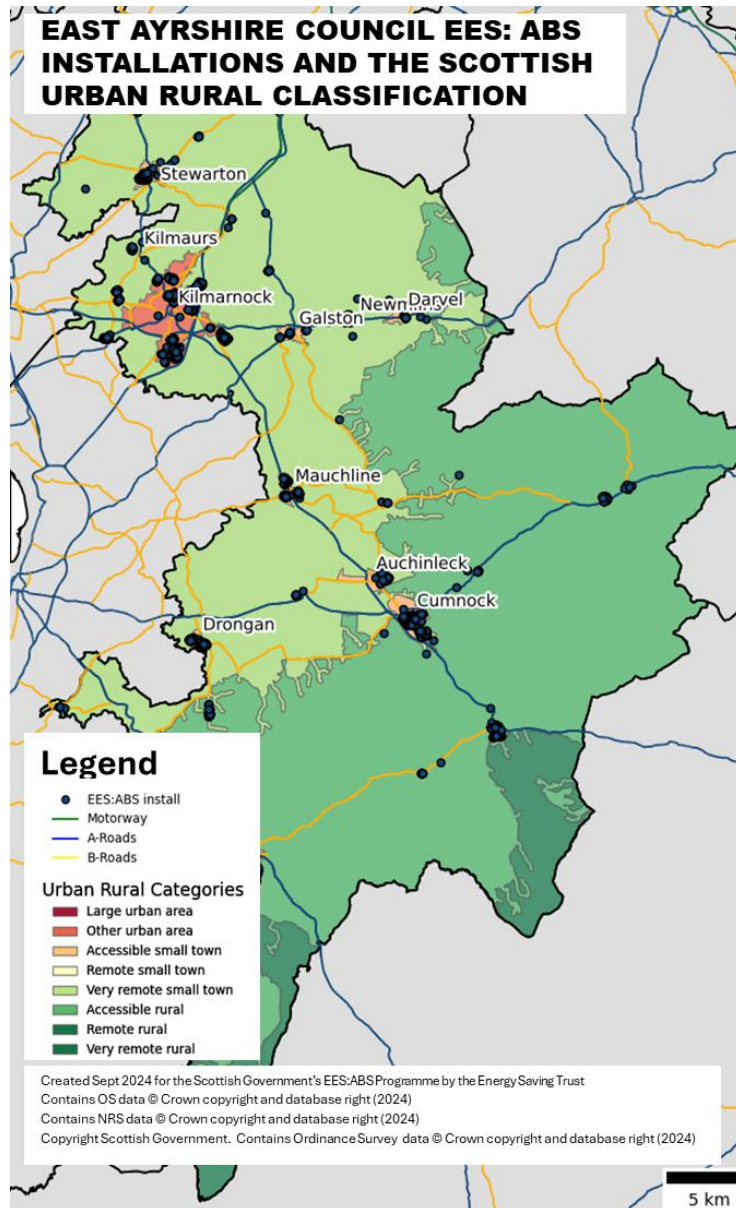 EAST AYRSHIRE COUNCIL EES: ABS
INSTALLATIONS AND THE SCOTTISH
URBAN RURAL CLASSIFICATION
Stewarton
Kilmaurs
Kilmarnock
Galston
Darvel
Mauchline
Auchinleck
Cumnock
Drongan
Legend
EES:ABS install
Motorway
A-Roads
B-Roads
Urban Rural Categories
Large urban area
Other urban area
Accessible small town
Remote small town
Very remote small town
Accessible rural
Remote rural
Very remote rural
Created Sept 2024 for the Scottish Government's EES:ABS Programme by the Energy Saving Trust
Contains OS data © Crown copyright and database right (2024)
Contains NRS data © Crown copyright and database right (2024)
Copyright Scottish Government. Contains Ordinance Survey data © Crown copyright and database right (2024)
5 km